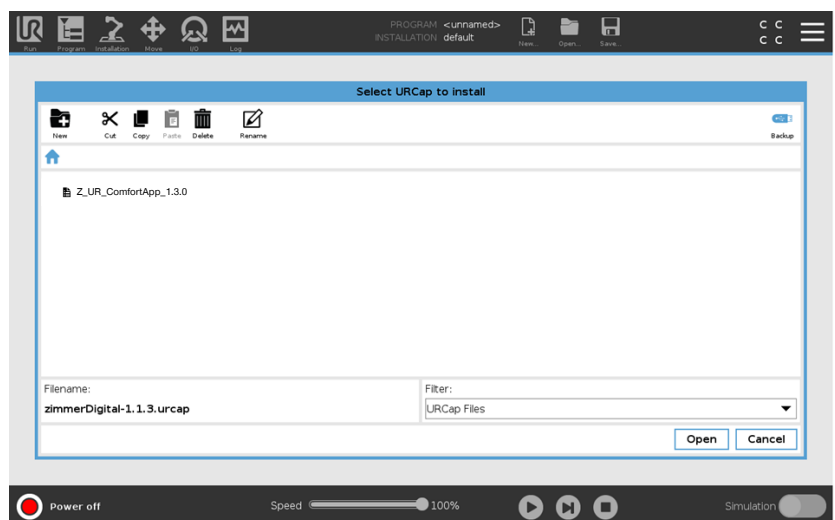 UR
PROGRAM <unnamed>
INSTALLATION default
Run Program Installation Move I/O Log New... Open... Save...
C C
C C
Select URCap to install
New Cut Copy Paste Delete Rename Backup
Z_UR_ComfortApp_1.3.0
Filename: Filter:
zimmerDigital-1.1.3.urcap URCap Files
Open Cancel
Power off Speed 100% Simulation